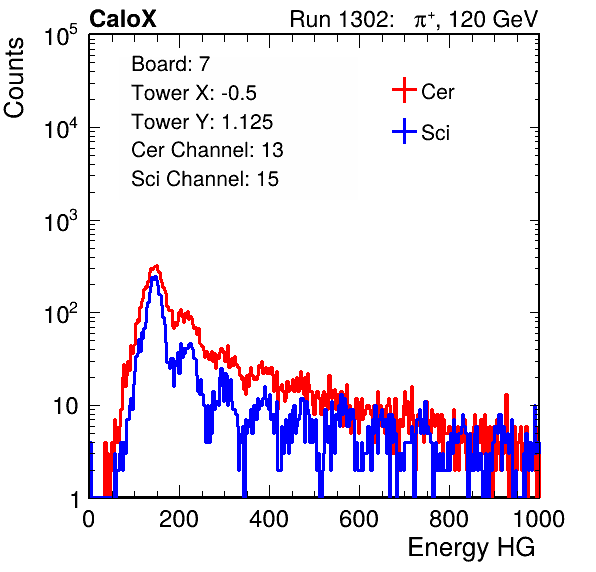 CaloX Run 1302: π⁺, 120 GeV
Counts
Board: 7
Tower X: -0.5
Tower Y: 1.125
Cer Channel: 13
Sci Channel: 15
Cer
Sci
10⁵
10⁴
10³
10²
10
1
0 200 400 600 800 1000
Energy HG